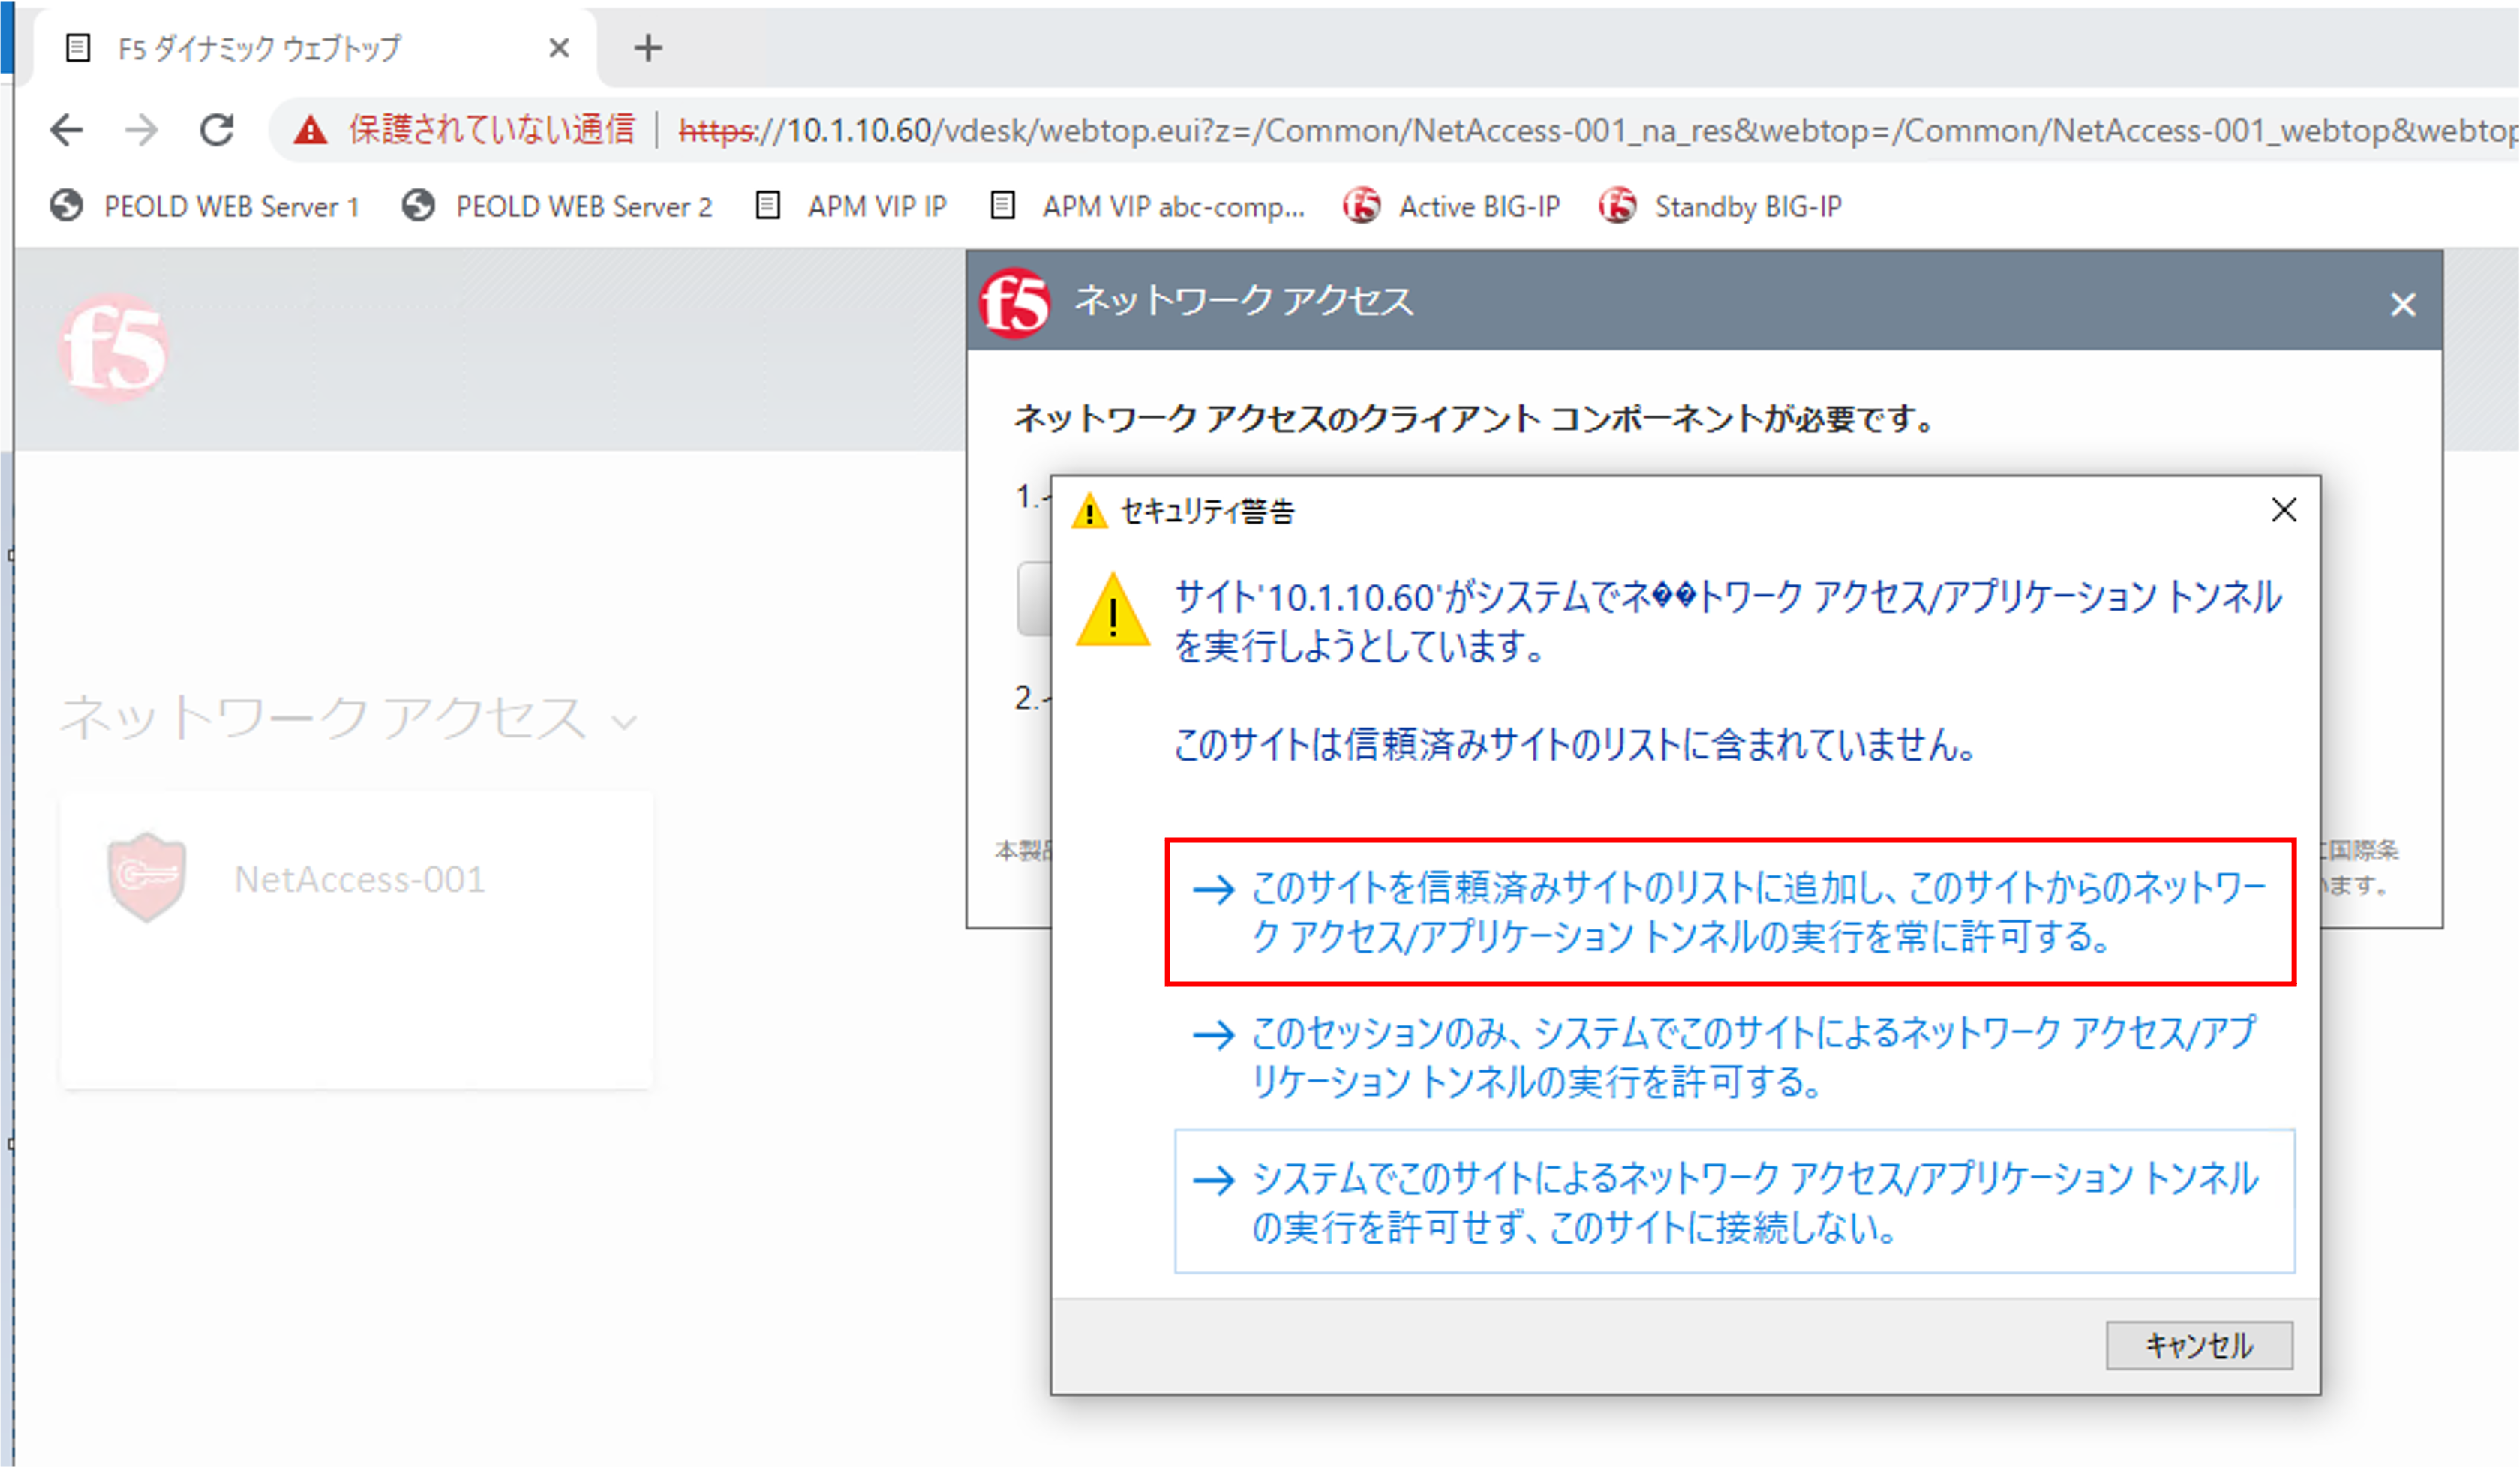 F5 ダイナミック ウェブトップ
保護されていない通信 https://10.1.10.60/vdesk/webtop.eui?z=/Common/NetAccess-001_na_res&webtop=/Common/NetAccess-001_webtop&webtop
PEOLD WEB Server 1 PEOLD WEB Server 2 APM VIP IP APM VIP abc-comp... Active BIG-IP Standby BIG-IP
f5
f5 ネットワーク アクセス
ネットワーク アクセスのクライアント コンポーネントが必要です。
1.
2.
本製品
に国際条
います。
ネットワーク アクセス
NetAccess-001
セキュリティ警告
サイト'10.1.10.60'がシステムでネ��トワーク アクセス/アプリケーション トンネル
を実行しようとしています。
このサイトは信頼済みサイトのリストに含まれていません。
→ このサイトを信頼済みサイトのリストに追加し、このサイトからのネットワー
ク アクセス/アプリケーション トンネルの実行を常に許可する。
→ このセッションのみ、システムでこのサイトによるネットワーク アクセス/アプ
リケーション トンネルの実行を許可する。
→ システムでこのサイトによるネットワーク アクセス/アプリケーション トンネル
の実行を許可せず、このサイトに接続しない。
キャンセル